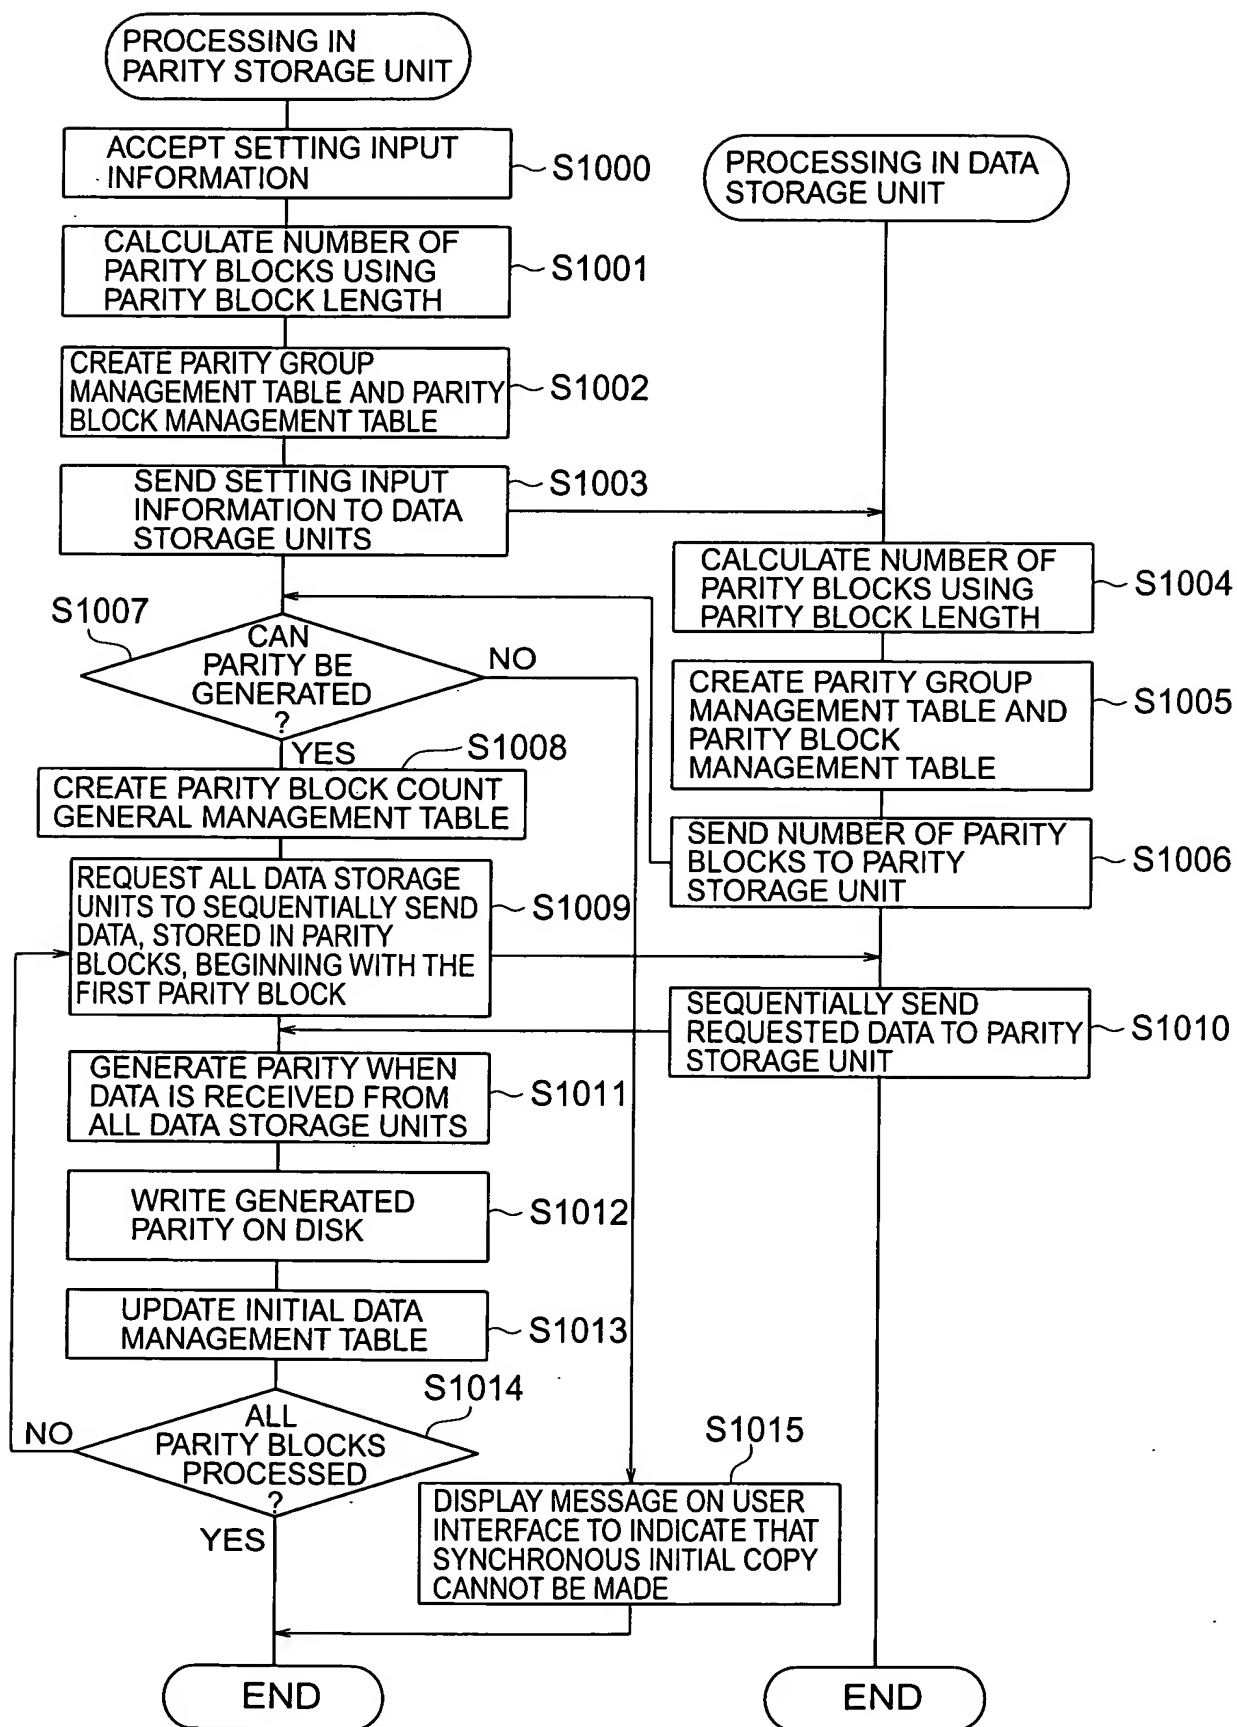 PROCESSING IN
PARITY STORAGE UNIT
ACCEPT SETTING INPUT
INFORMATION
S1000
CALCULATE NUMBER OF
PARITY BLOCKS USING
PARITY BLOCK LENGTH
S1001
CREATE PARITY GROUP
MANAGEMENT TABLE AND PARITY
BLOCK MANAGEMENT TABLE
S1002
SEND SETTING INPUT
INFORMATION TO DATA
STORAGE UNITS
S1003
PROCESSING IN DATA
STORAGE UNIT
CALCULATE NUMBER OF
PARITY BLOCKS USING
PARITY BLOCK LENGTH
S1004
CREATE PARITY GROUP
MANAGEMENT TABLE AND
PARITY BLOCK
MANAGEMENT TABLE
S1005
SEND NUMBER OF PARITY
BLOCKS TO PARITY
STORAGE UNIT
S1006
S1007
CAN
PARITY BE
GENERATED
?
NO
YES
S1008
CREATE PARITY BLOCK COUNT
GENERAL MANAGEMENT TABLE
REQUEST ALL DATA STORAGE
UNITS TO SEQUENTIALLY SEND
DATA, STORED IN PARITY
BLOCKS, BEGINNING WITH THE
FIRST PARITY BLOCK
S1009
SEQUENTIALLY SEND
REQUESTED DATA TO PARITY
STORAGE UNIT
S1010
GENERATE PARITY WHEN
DATA IS RECEIVED FROM
ALL DATA STORAGE UNITS
S1011
WRITE GENERATED
PARITY ON DISK
S1012
UPDATE INITIAL DATA
MANAGEMENT TABLE
S1013
S1014
ALL
PARITY BLOCKS
PROCESSED
?
NO
YES
S1015
DISPLAY MESSAGE ON USER
INTERFACE TO INDICATE THAT
SYNCHRONOUS INITIAL COPY
CANNOT BE MADE
END
END